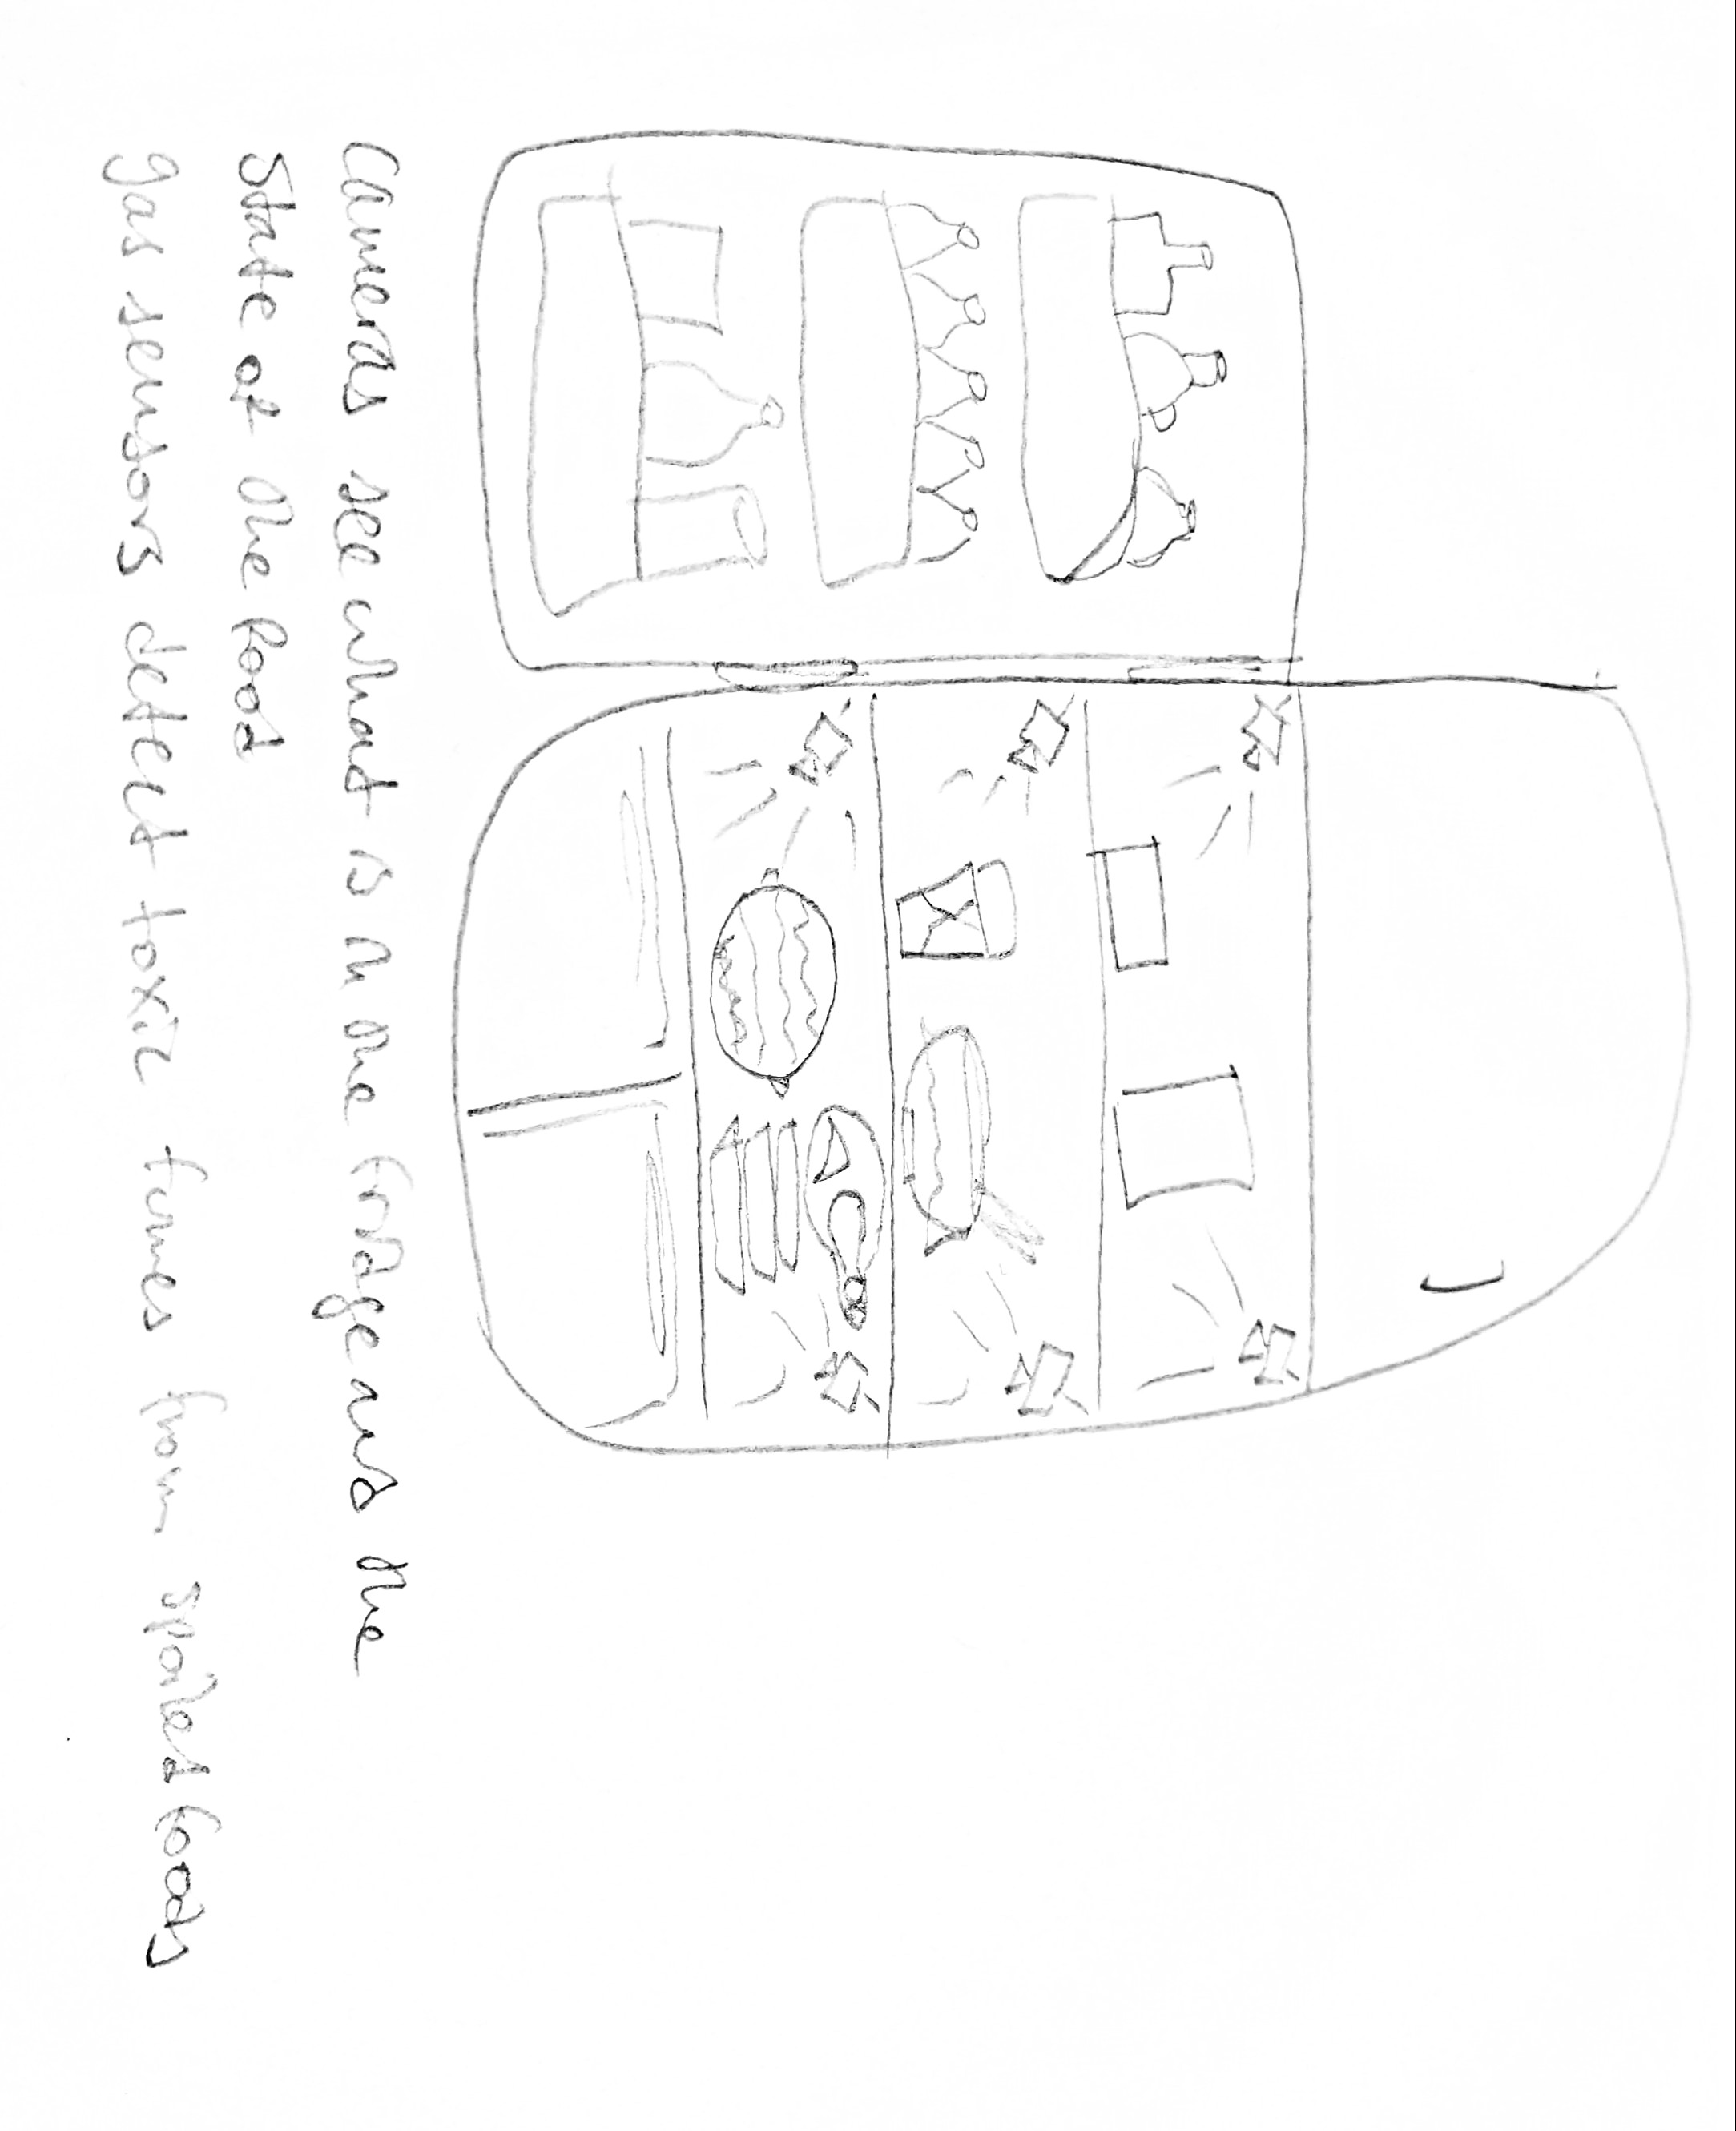 Cameras see what is in the fridge and the
State of the food
gas sensors detect toxic fumes from spoiled foods